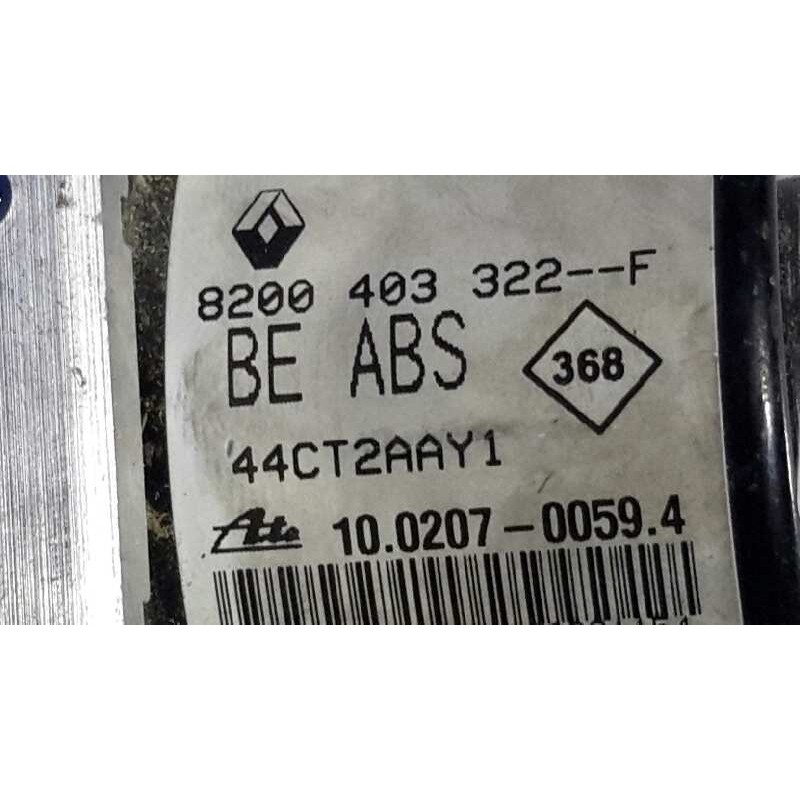 8200 403 322--F
BE ABS 368
44CT2AAY1
Ate 10.0207-0059.4